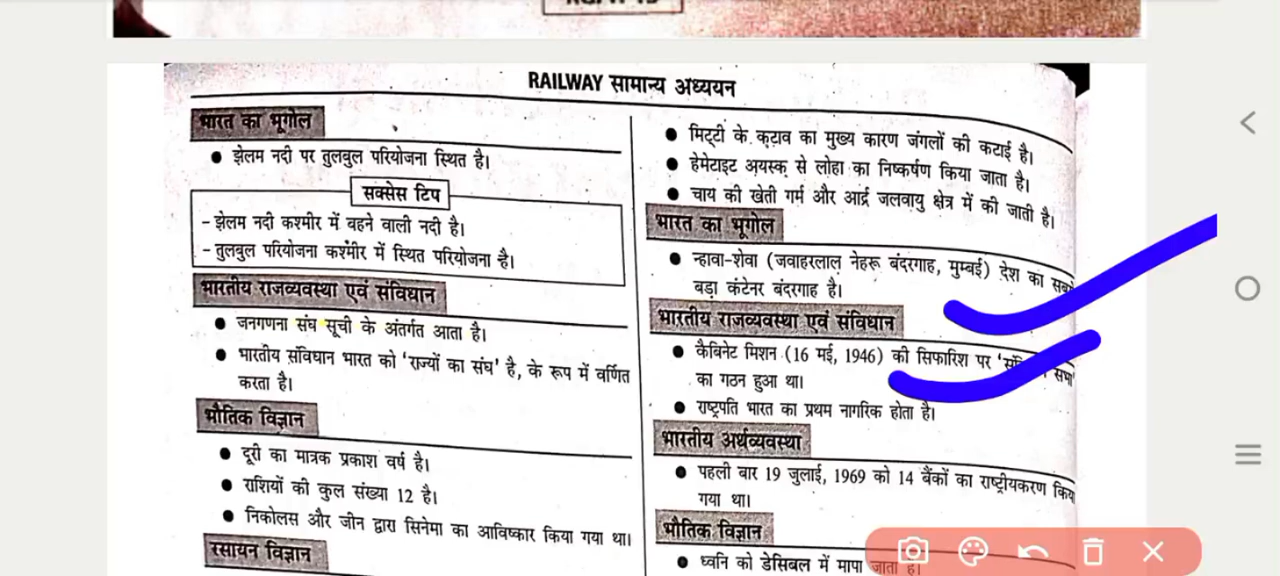 RAILWAY सामान्य अध्ययन
भारत का भूगोल
● झेलम नदी पर तुलबुल परियोजना स्थित है।
सक्सेस टिप
– झेलम नदी कश्मीर में बहने वाली नदी है।
– तुलबुल परियोजना कश्मीर में स्थित परियोजना है।
भारतीय राजव्यवस्था एवं संविधान
● जनगणना संघ सूची के अंतर्गत आता है।
● भारतीय संविधान भारत को ‘राज्यों का संघ’ है, के रूप में वर्णित
करता है।
भौतिक विज्ञान
● दूरी का मात्रक प्रकाश वर्ष है।
● राशियों की कुल संख्या 12 है।
● निकोलस और जीन द्वारा सिनेमा का आविष्कार किया गया था।
रसायन विज्ञान
● मिट्टी के कटाव का मुख्य कारण जंगलों की कटाई है।
● हेमेटाइट अयस्क से लोहा का निष्कर्षण किया जाता है।
● चाय की खेती गर्म और आर्द्र जलवायु क्षेत्र में की जाती है।
भारत का भूगोल
● न्हावा-शेवा (जवाहरलाल नेहरू बंदरगाह, मुम्बई) देश का
बड़ा कंटेनर बंदरगाह है।
भारतीय राजव्यवस्था एवं संविधान
● कैबिनेट मिशन (16 मई, 1946) की सिफारिश पर
का गठन हुआ था।
● राष्ट्रपति भारत का प्रथम नागरिक होता है।
भारतीय अर्थव्यवस्था
● पहली बार 19 जुलाई, 1969 को 14 बैंकों का राष्ट्रीयकरण
गया था।
भौतिक विज्ञान
● ध्वनि को डेसिबल में मापा जाता है।